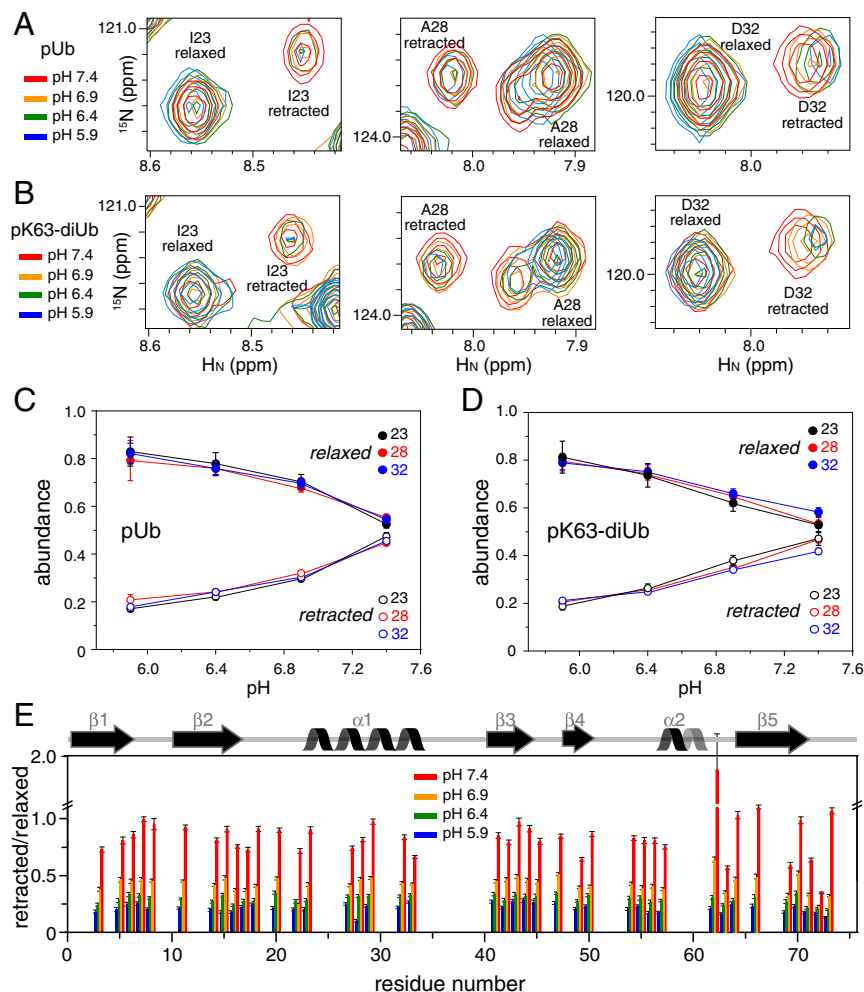 A
pUb
pH 7.4
pH 6.9
pH 6.4
pH 5.9
15N (ppm)
121.0
I23 relaxed
I23 retracted
8.6
8.5
A28 retracted
A28 relaxed
124.0
8.0
7.9
D32 relaxed
D32 retracted
120.0
8.0
B
pK63-diUb
pH 7.4
pH 6.9
pH 6.4
pH 5.9
15N (ppm)
121.0
I23 relaxed
I23 retracted
8.6
8.5
HN (ppm)
A28 retracted
A28 relaxed
124.0
8.0
7.9
HN (ppm)
D32 relaxed
D32 retracted
120.0
8.0
HN (ppm)
C
abundance
1.0
0.8
0.6
0.4
0.2
0
relaxed
23
28
32
pUb
retracted
23
28
32
6.0
6.4
6.8
7.2
7.6
pH
D
abundance
1.0
0.8
0.6
0.4
0.2
0
relaxed
23
28
32
pK63-diUb
retracted
23
28
32
6.0
6.4
6.8
7.2
7.6
pH
E
β1
β2
α1
β3
β4
α2
β5
retracted/relaxed
2.0
1.0
0.5
0.25
0
pH 7.4
pH 6.9
pH 6.4
pH 5.9
0
10
20
30
40
50
60
70
residue number